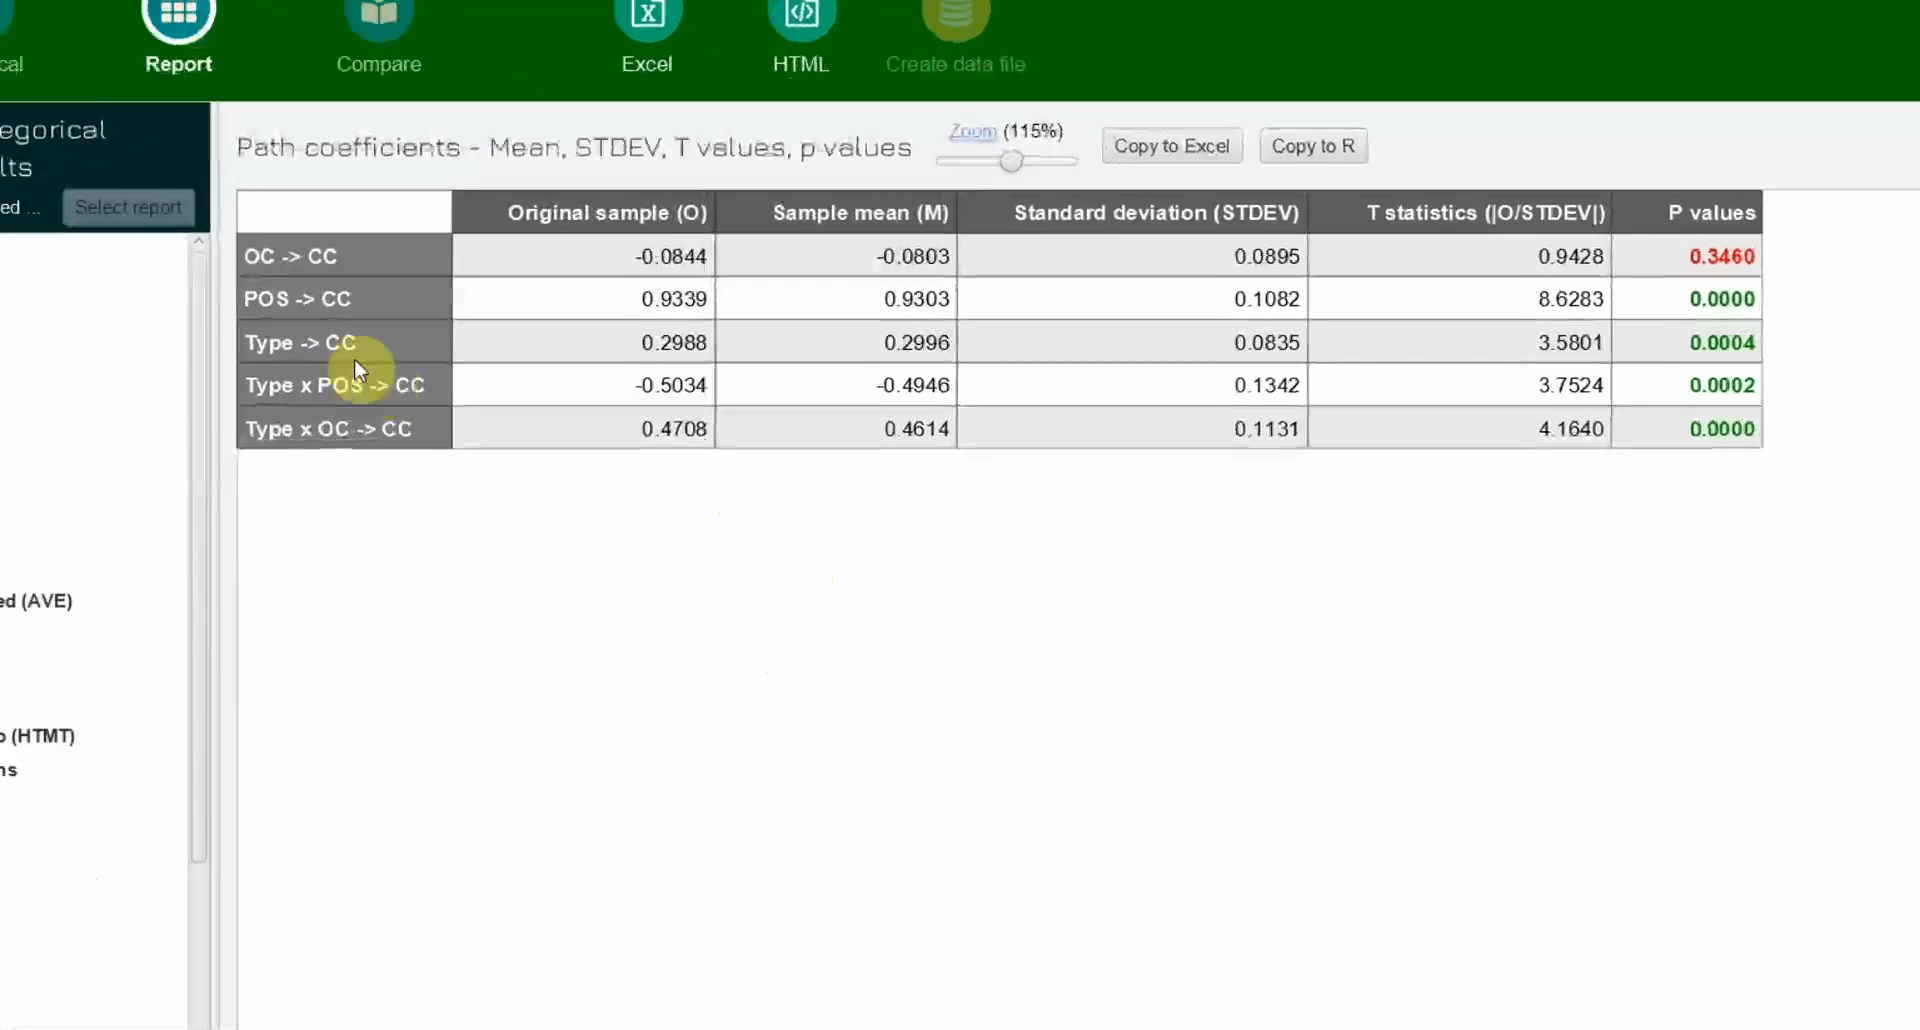 cal Report Compare Excel HTML Create data file
egorical
lts
ed ... Select report
Path coefficients - Mean, STDEV, T values, p values Zoom (115%) Copy to Excel Copy to R
Original sample (O) Sample mean (M) Standard deviation (STDEV) T statistics (|O/STDEV|) P values
OC -> CC -0.0844 -0.0803 0.0895 0.9428 0.3460
POS -> CC 0.9339 0.9303 0.1082 8.6283 0.0000
Type -> CC 0.2988 0.2996 0.0835 3.5801 0.0004
Type x POS -> CC -0.5034 -0.4946 0.1342 3.7524 0.0002
Type x OC -> CC 0.4708 0.4614 0.1131 4.1640 0.0000
ed (AVE)
o (HTMT)
ns